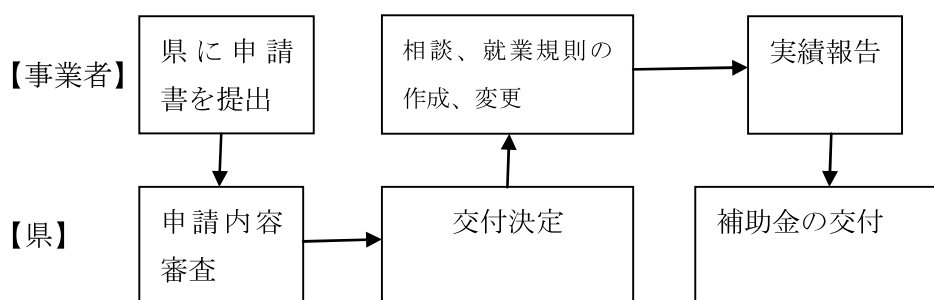 【事業者】
県に申請
書を提出
相談、就業規則の
作成、変更
実績報告
【県】
申請内容
審査
交付決定
補助金の交付